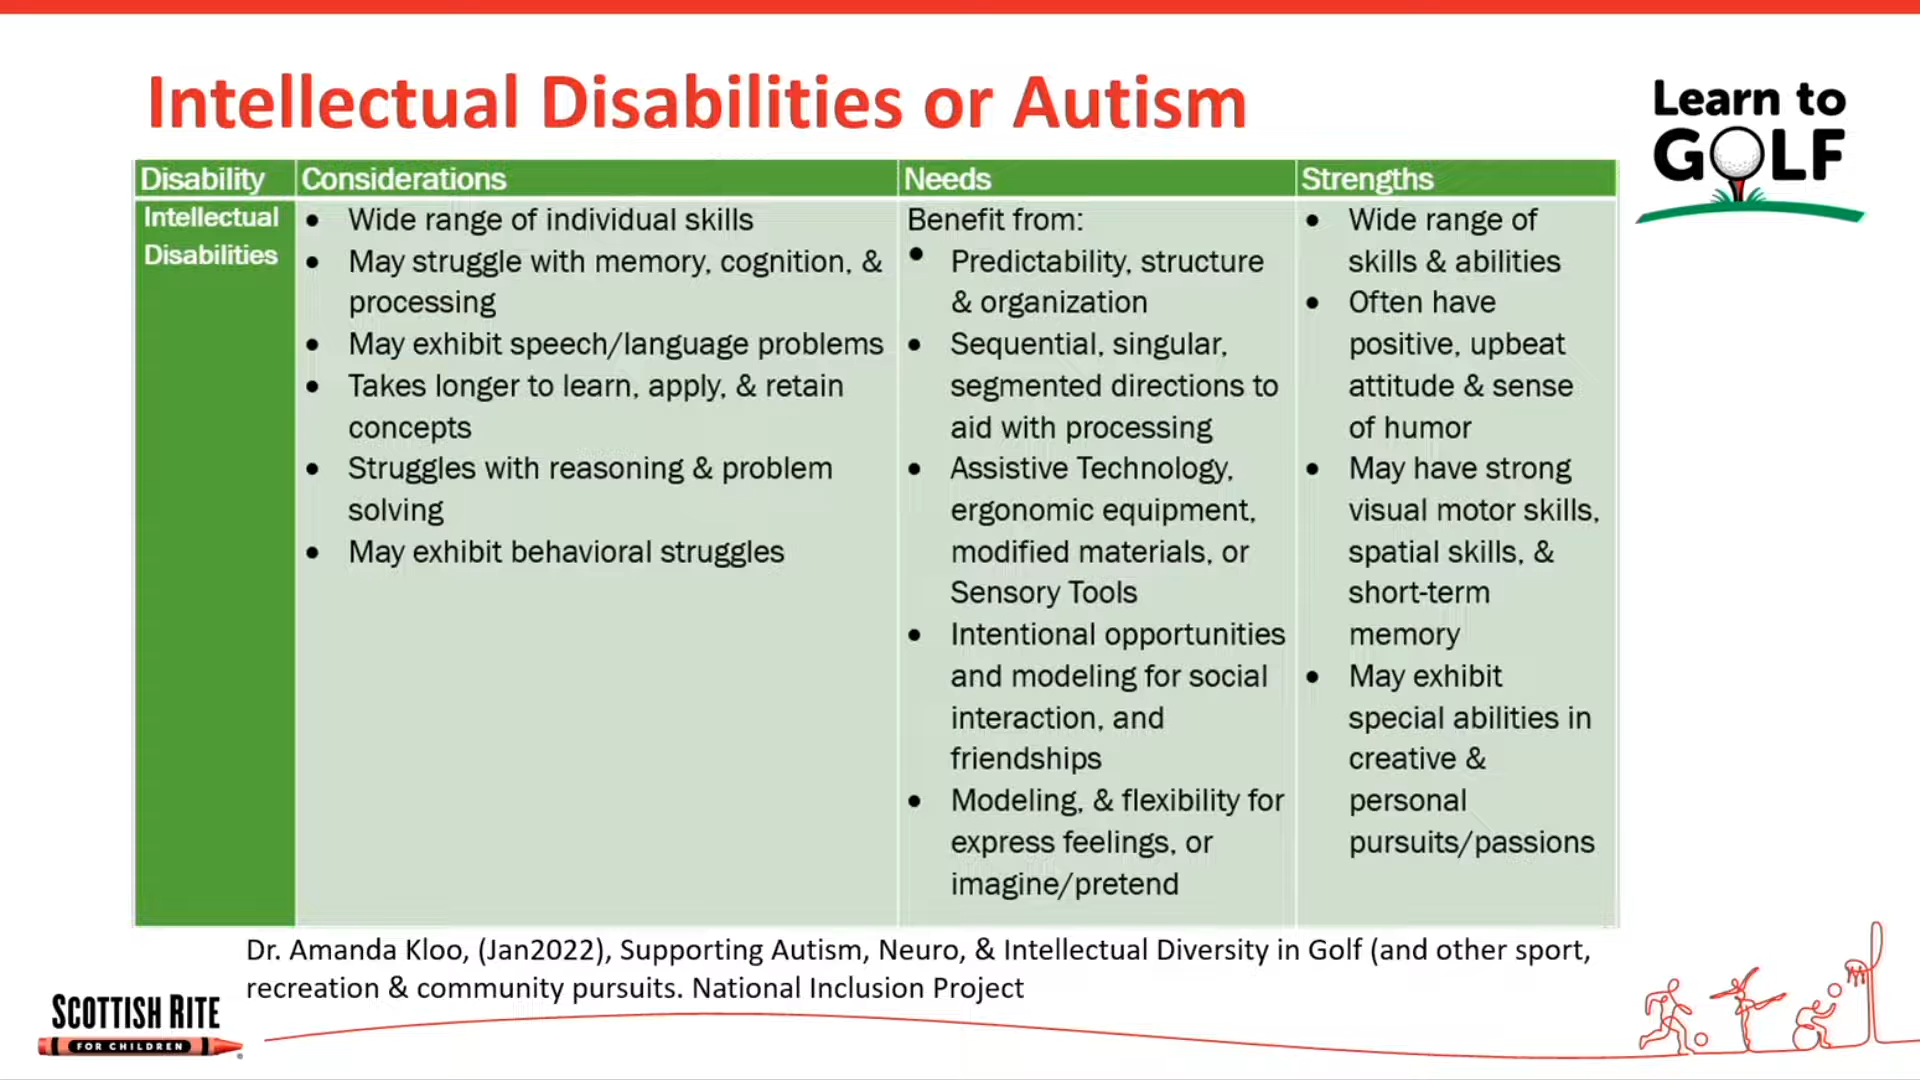 Intellectual Disabilities or Autism
Learn to
GOLF
Disability
Considerations
Needs
Strengths
Intellectual
Disabilities
• Wide range of individual skills
• May struggle with memory, cognition, &
processing
• May exhibit speech/language problems
• Takes longer to learn, apply, & retain
concepts
• Struggles with reasoning & problem
solving
• May exhibit behavioral struggles
Benefit from:
• Predictability, structure
& organization
• Sequential, singular,
segmented directions to
aid with processing
• Assistive Technology,
ergonomic equipment,
modified materials, or
Sensory Tools
• Intentional opportunities
and modeling for social
interaction, and
friendships
• Modeling, & flexibility for
express feelings, or
imagine/pretend
• Wide range of
skills & abilities
• Often have
positive, upbeat
attitude & sense
of humor
• May have strong
visual motor skills,
spatial skills, &
short-term
memory
• May exhibit
special abilities in
creative &
personal
pursuits/passions
Dr. Amanda Kloo, (Jan2022), Supporting Autism, Neuro, & Intellectual Diversity in Golf (and other sport,
recreation & community pursuits. National Inclusion Project
SCOTTISH RITE
FOR CHILDREN